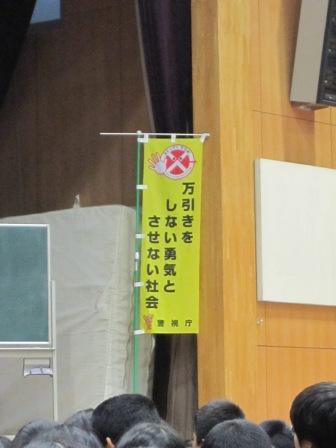 万引きを
しない勇気と
させない社会
警視庁